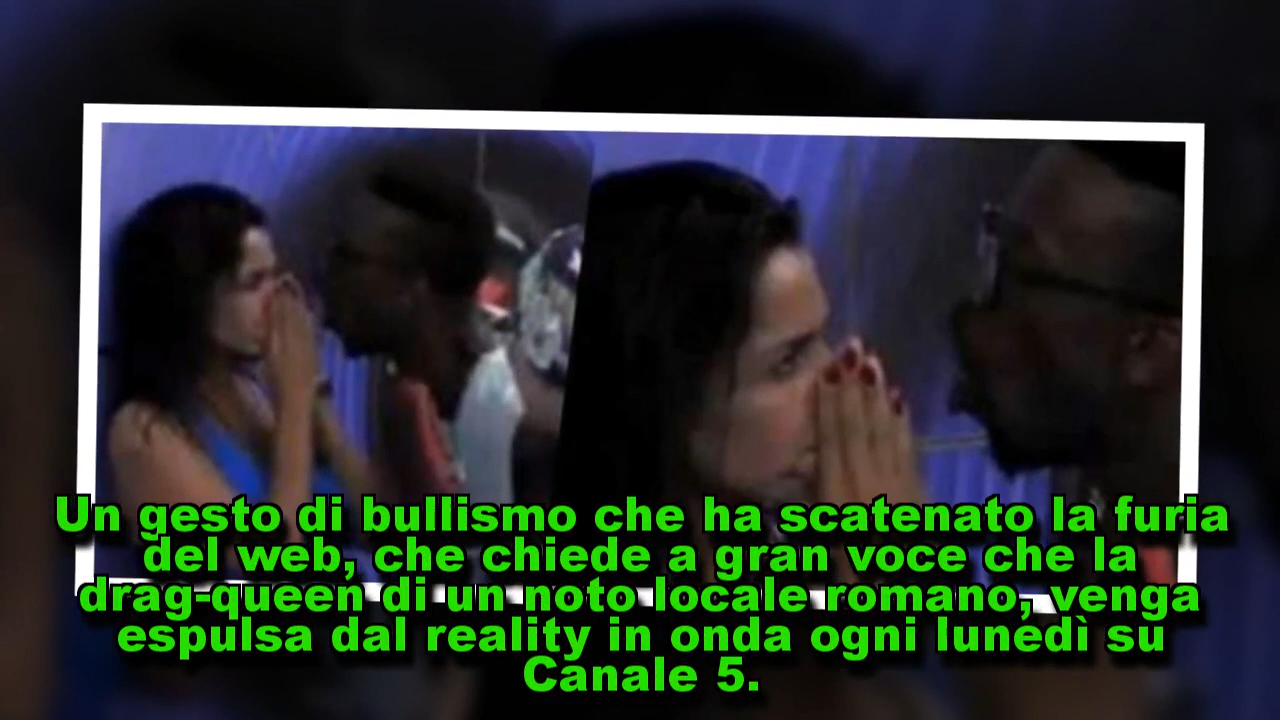 Un gesto di bullismo che ha scatenato la furia
del web, che chiede a gran voce che la
drag-queen di un noto locale romano, venga
espulsa dal reality in onda ogni lunedì su
Canale 5.